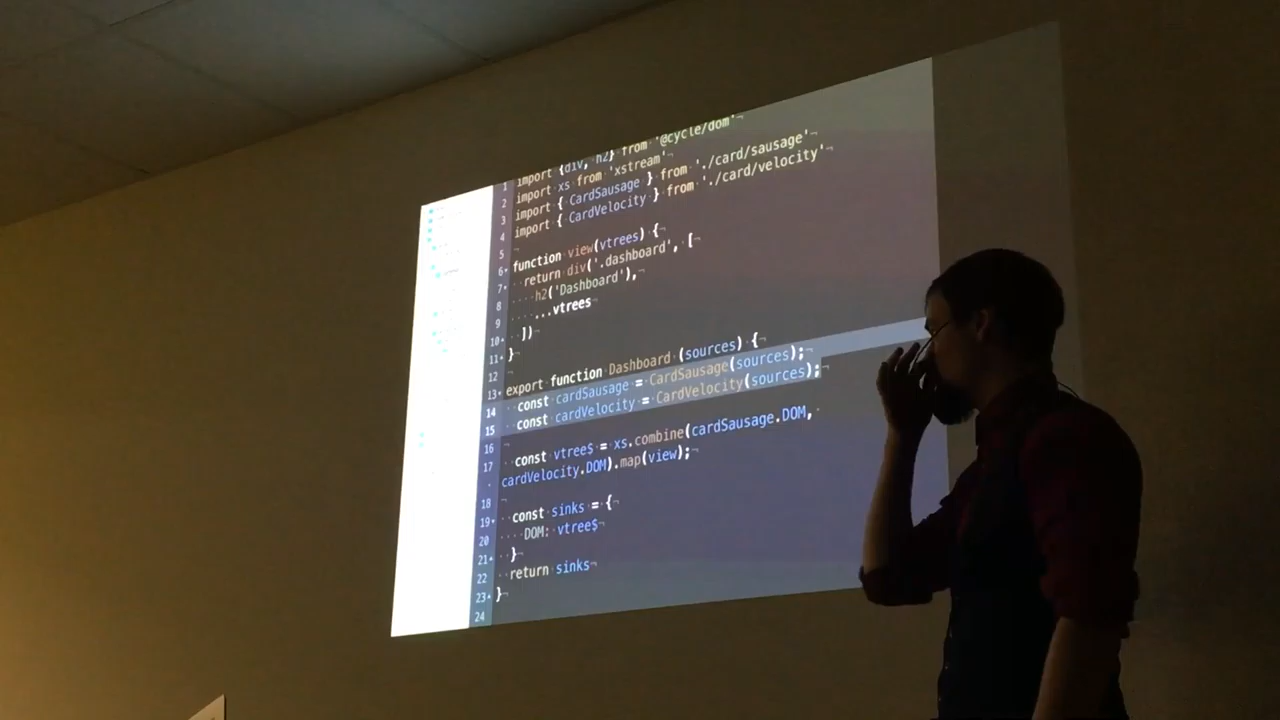 1 import {div, h2} from '@cycle/dom'
2 import xs from 'xstream'
3 import { CardSausage } from './card/sausage'
4 import { CardVelocity } from './card/velocity'
5
6 function view(vtrees) {
7 return div('.dashboard', [
8 h2('Dashboard'),
9 ...vtrees
10 ])
11 }
12
13 export function Dashboard (sources) {
14 const cardSausage = CardSausage(sources);
15 const cardVelocity = CardVelocity(sources);
16
17 const vtree$ = xs.combine(cardSausage.DOM,
cardVelocity.DOM).map(view);
18
19 const sinks = {
20 DOM: vtree$
21 }
22 return sinks
23 }
24